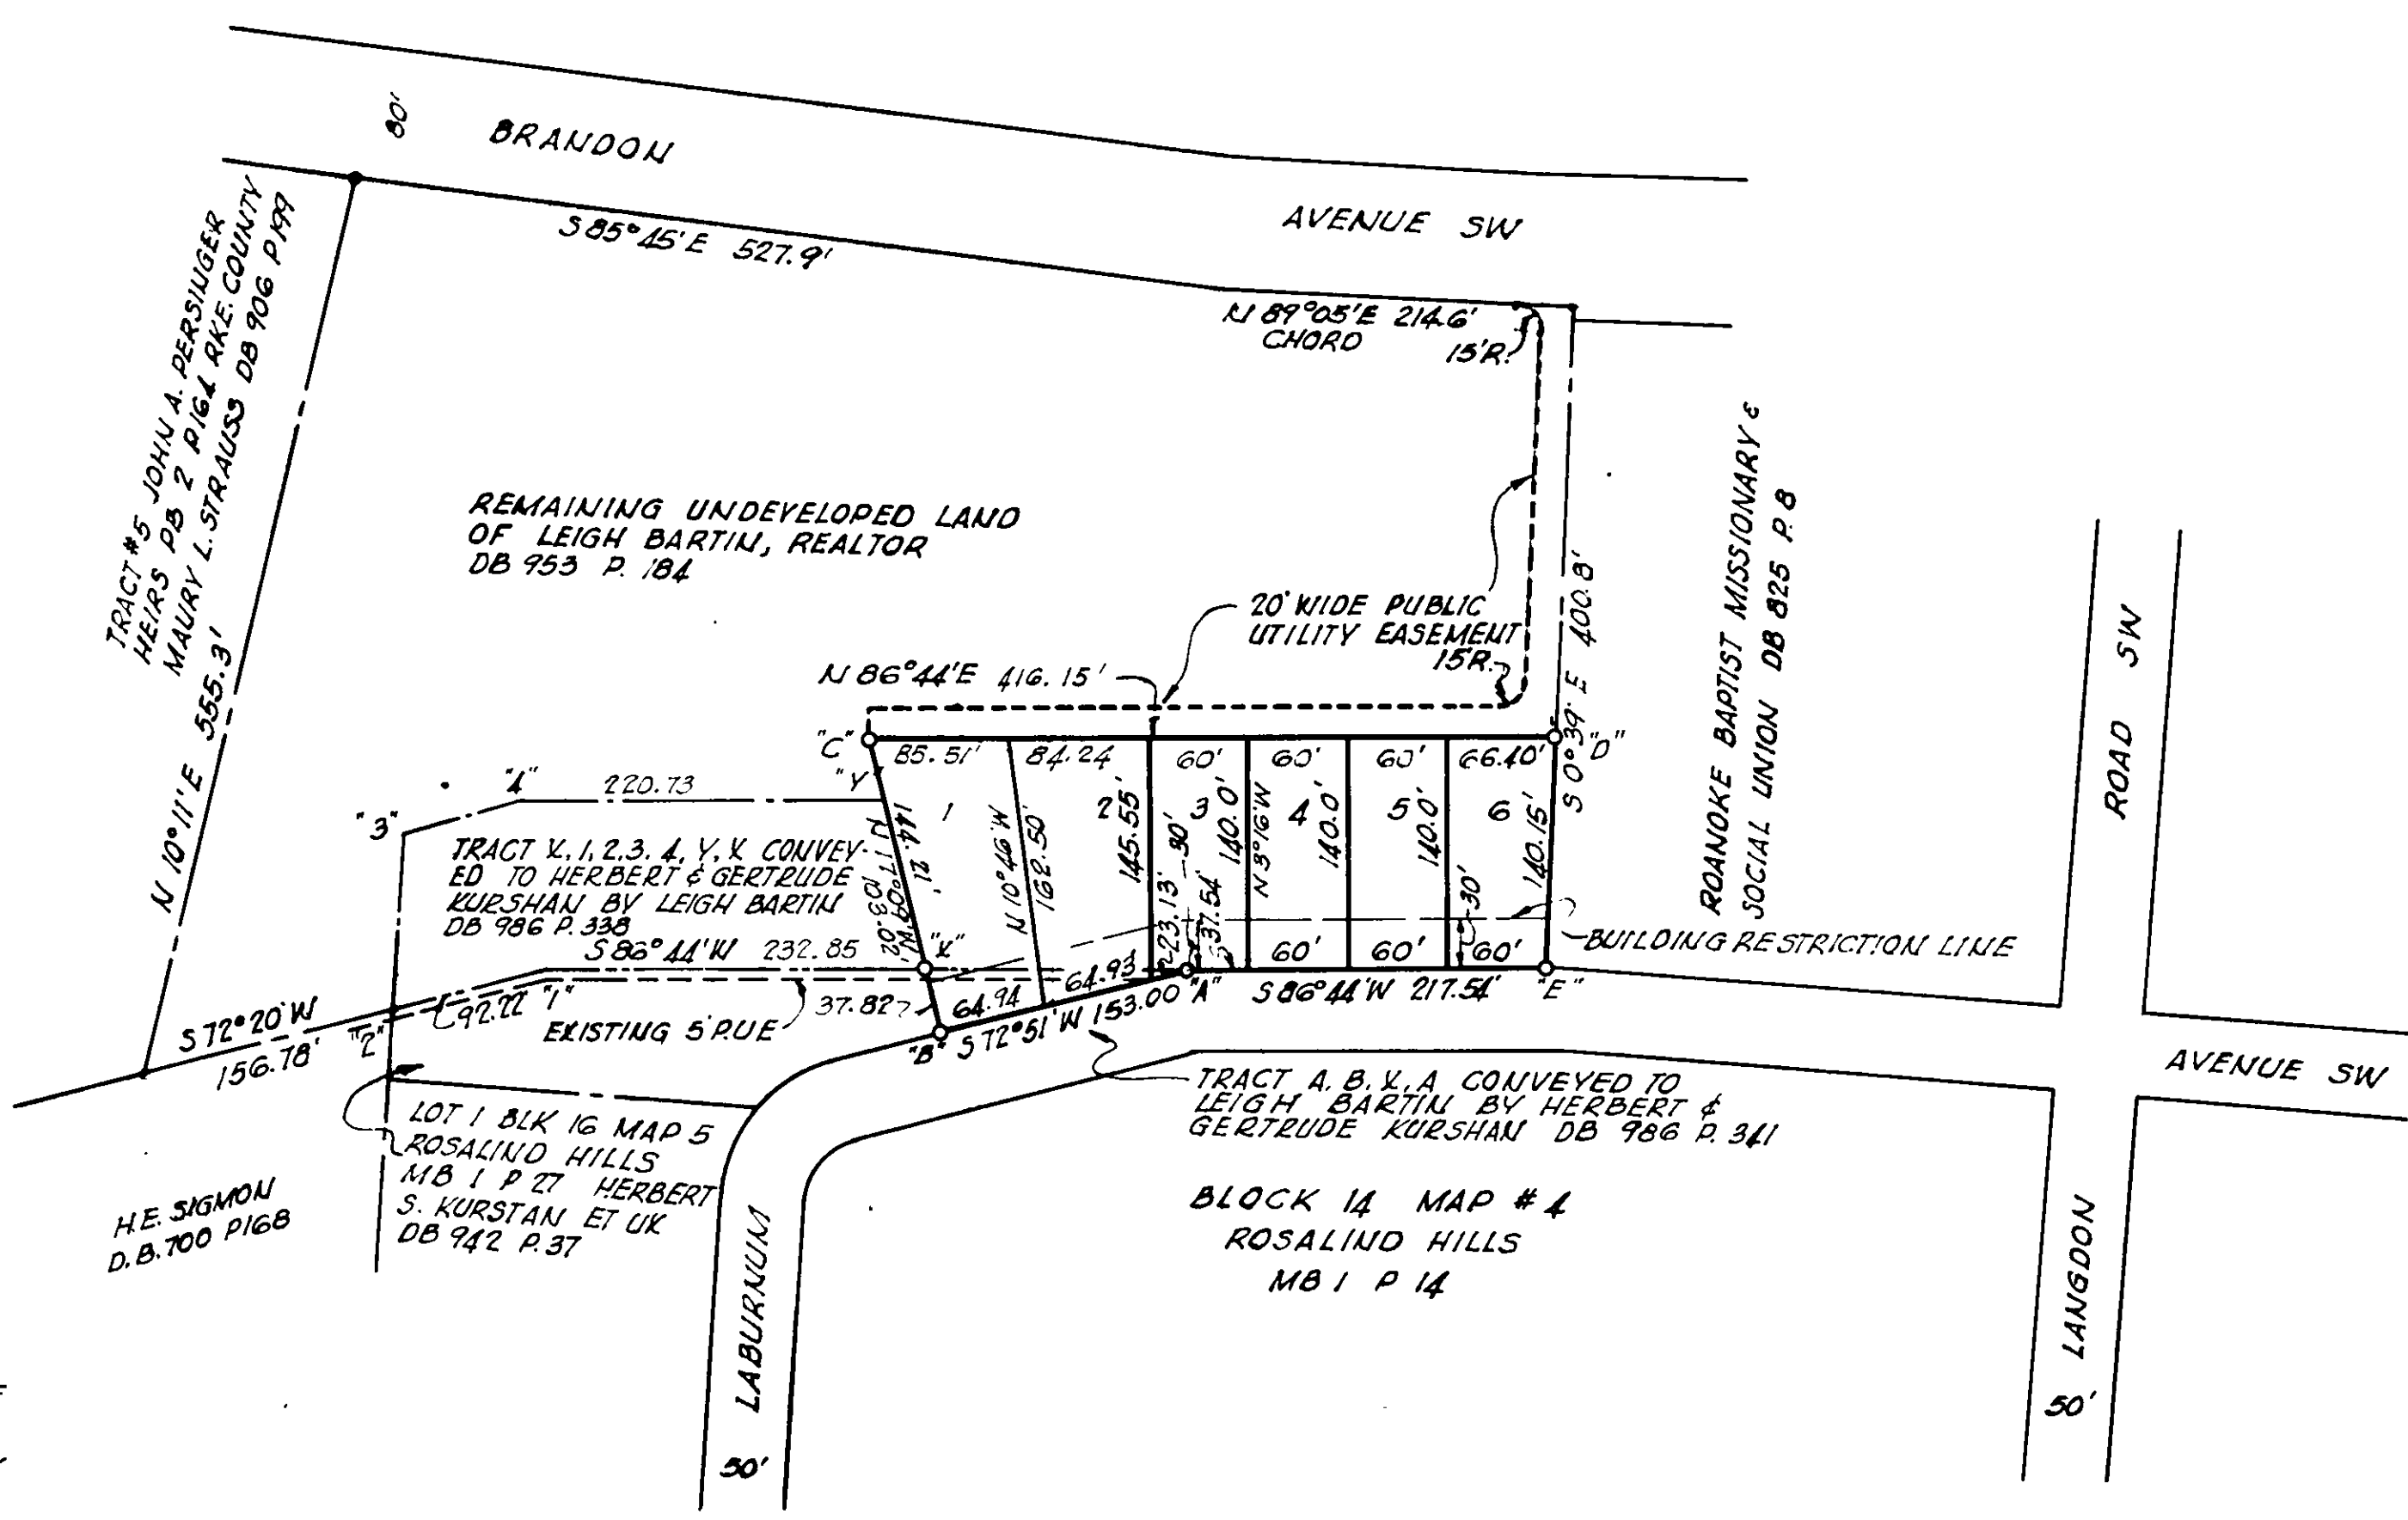 80'
BRANDON
AVENUE SW
S 85°45'E 527.9'
N 89°05'E 214.6'
CHORD
15'R.
TRACT #5 JOHN A. PERSINGER
HEIRS PB 2 P164 RKE. COUNTY
MAURY L. STRAUSS DB 906 P199
N 10°11'E 555.3'
REMAINING UNDEVELOPED LAND
OF LEIGH BARTIN, REALTOR
DB 953 P. 184
20' WIDE PUBLIC
UTILITY EASEMENT
15'R.
N 86°44'E 416.15'
S 0°39' E 400.8'
ROANOKE BAPTIST MISSIONARY &
SOCIAL UNION DB 825 P. 8
ROAD SW
"C"
"Y"
85.51'
84.24
60'
60'
60'
66.40'
"D"
"3"
"4"
220.73
1
2
3
4
5
6
144.21'
N 17°09'W
103.02'
N 10°46'W
162.50'
145.55'
23.13'
30'
37.54'
140.0'
N 3°16'W
140.0'
140.0'
30'
140.15'
TRACT X, 1, 2, 3, 4, Y, X CONVEY-
ED TO HERBERT & GERTRUDE
KURSHAN BY LEIGH BARTIN
DB 986 P. 338
S 86°44'W 232.85
"X"
60'
60'
60'
BUILDING RESTRICTION LINE
S 72°20'W
156.78'
"2"
92.22
"1"
EXISTING 5' P.U.E
37.82
64.94
64.93
"A"
S 86°44'W 217.54'
"E"
"B"
S 72°51'W 153.00
AVENUE SW
TRACT A, B, X, A CONVEYED TO
LEIGH BARTIN BY HERBERT &
GERTRUDE KURSHAN DB 986 P. 341
LOT 1 BLK 16 MAP 5
ROSALIND HILLS
MB 1 P 27 HERBERT
S. KURSTAN ET UX
DB 942 P. 37
H.E. SIGMON
D.B. 700 P168
BLOCK 14 MAP #4
ROSALIND HILLS
MB 1 P 14
LABURNUM
50'
LANGDON
50'